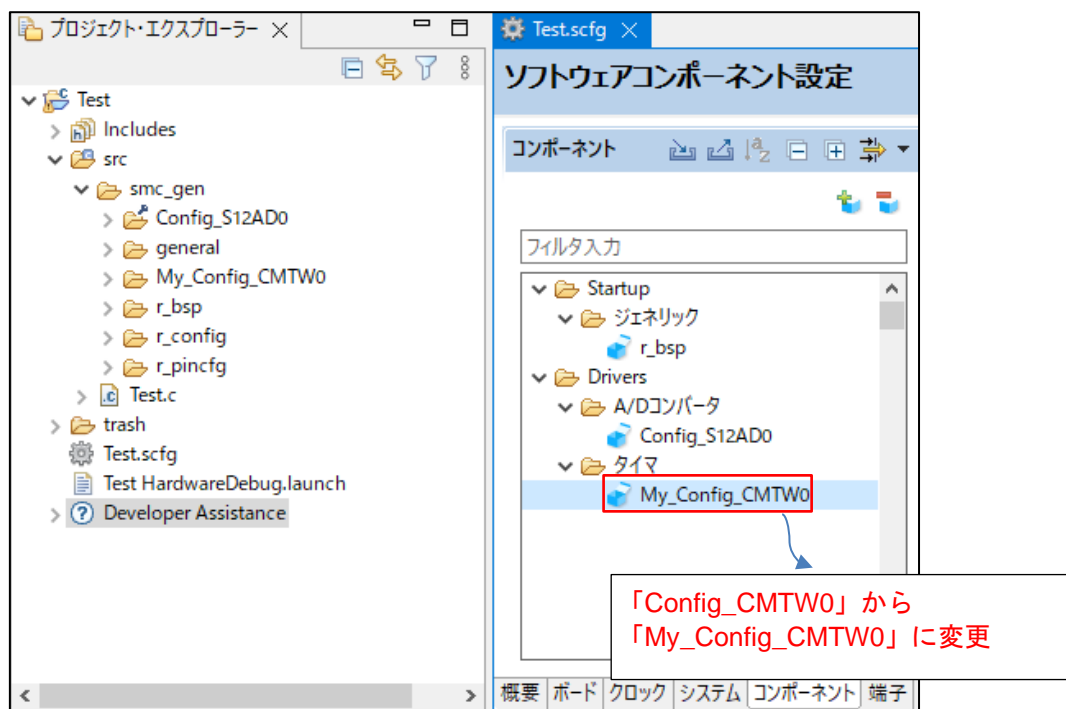 プロジェクト・エクスプローラー
Test
Includes
src
smc_gen
Config_S12AD0
general
My_Config_CMTW0
r_bsp
r_config
r_pincfg
Test.c
trash
Test.scfg
Test HardwareDebug.launch
Developer Assistance
Test.scfg
ソフトウェアコンポーネント設定
コンポーネント
フィルタ入力
Startup
ジェネリック
r_bsp
Drivers
A/Dコンバータ
Config_S12AD0
タイマ
My_Config_CMTW0
「Config_CMTW0」から
「My_Config_CMTW0」に変更
概要 ボード クロック システム コンポーネント 端子